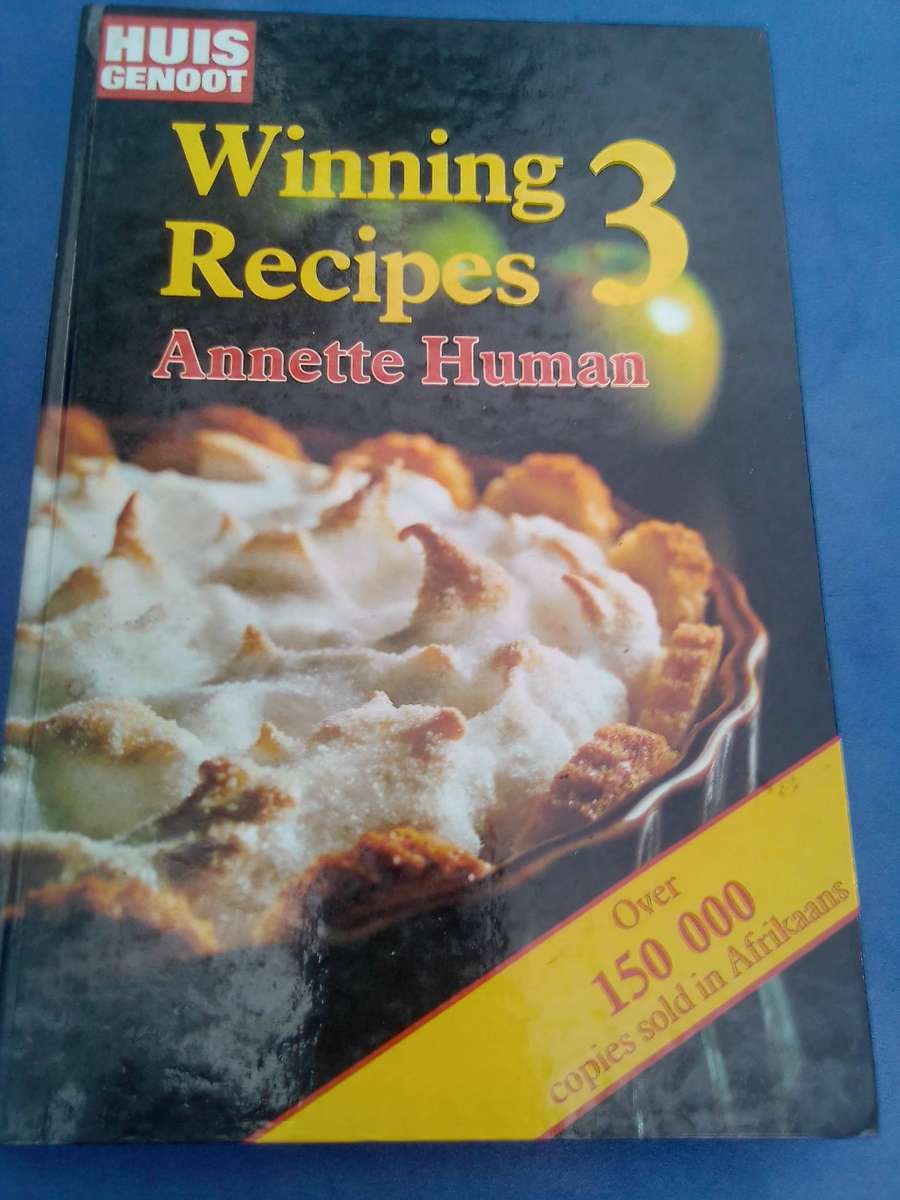 HUIS
GENOOT
Winning
Recipes 3
Annette Human
Over
150 000
copies sold in Afrikaans